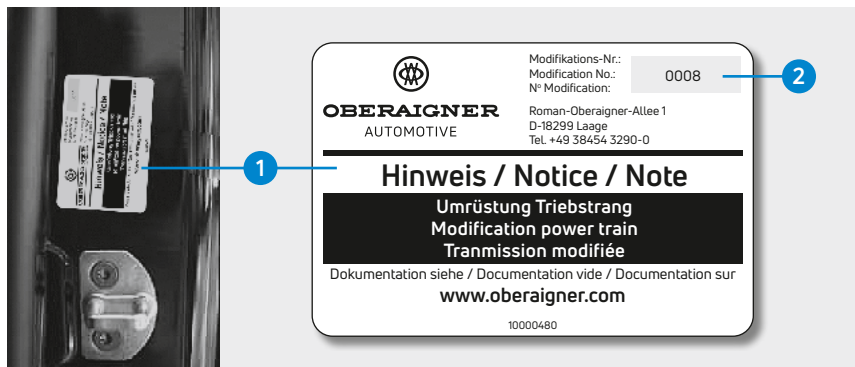 1
OBERAIGNER
AUTOMOTIVE
Modifikations-Nr.:
Modification No.:
Nº Modification:
0008
2
Roman-Oberaigner-Allee 1
D-18299 Laage
Tel. +49 38454 3290-0
Hinweis / Notice / Note
Umrüstung Triebstrang
Modification power train
Tranmission modifiée
Dokumentation siehe / Documentation vide / Documentation sur
www.oberaigner.com
10000480